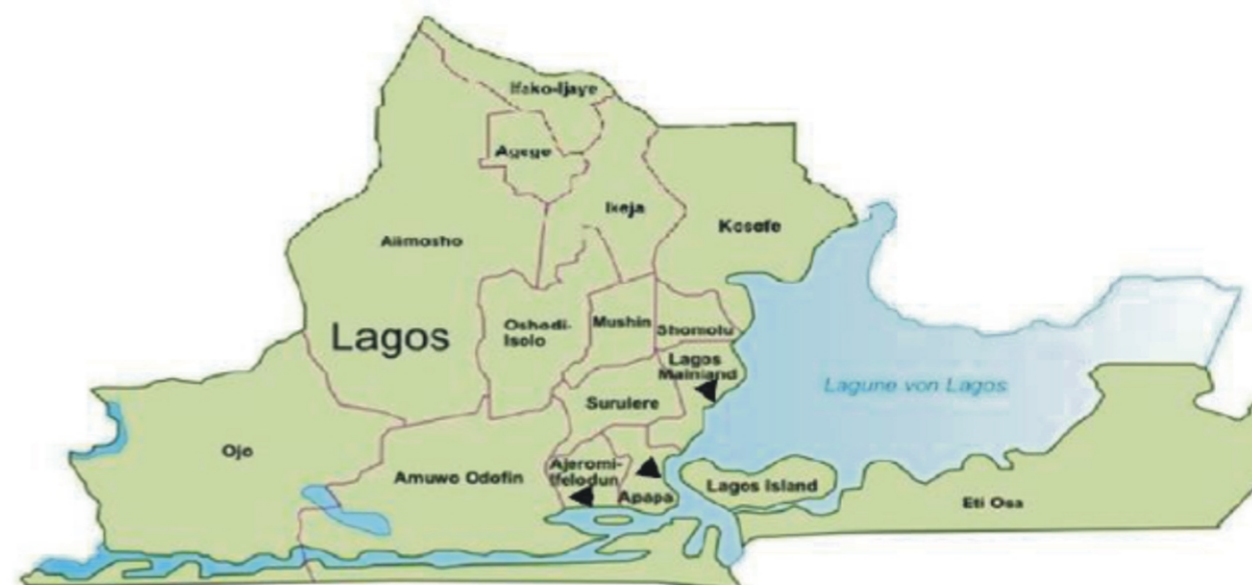 Ifako-Ijaye
Agege
Ikeja
Kosofe
Alimosho
Lagos
Oshodi-
Isolo
Mushin
Shomolu
Lagos
Mainland
Lagune von Lagos
Surulere
Ojo
Amuwo Odofin
Ajeromi-
Ifelodun
Apapa
Lagos Island
Eti Osa